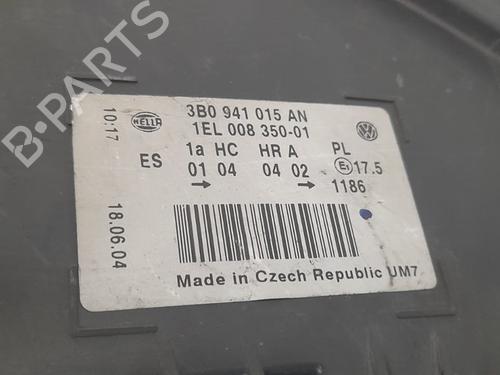 B-PARTS
10:17
HELLA
3B0 941 015 AN
1EL 008 350-01
ES
1a HC HR A PL
01 04 04 02 E1 17.5
→ → 1186
18.06.04
Made in Czech Republic UM7